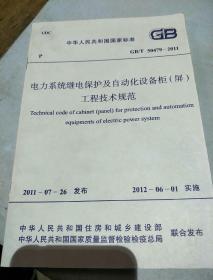 UDC
中华人民共和国国家标准
GB
P
GB/T 50479-2011
电力系统继电保护及自动化设备柜(屏)
工程技术规范
Technical code of cabinet (panel) for protection and automation
equipments of electric power system
2011-07-26 发布
2012-06-01 实施
中华人民共和国住房和城乡建设部
中华人民共和国国家质量监督检验检疫总局
联合发布